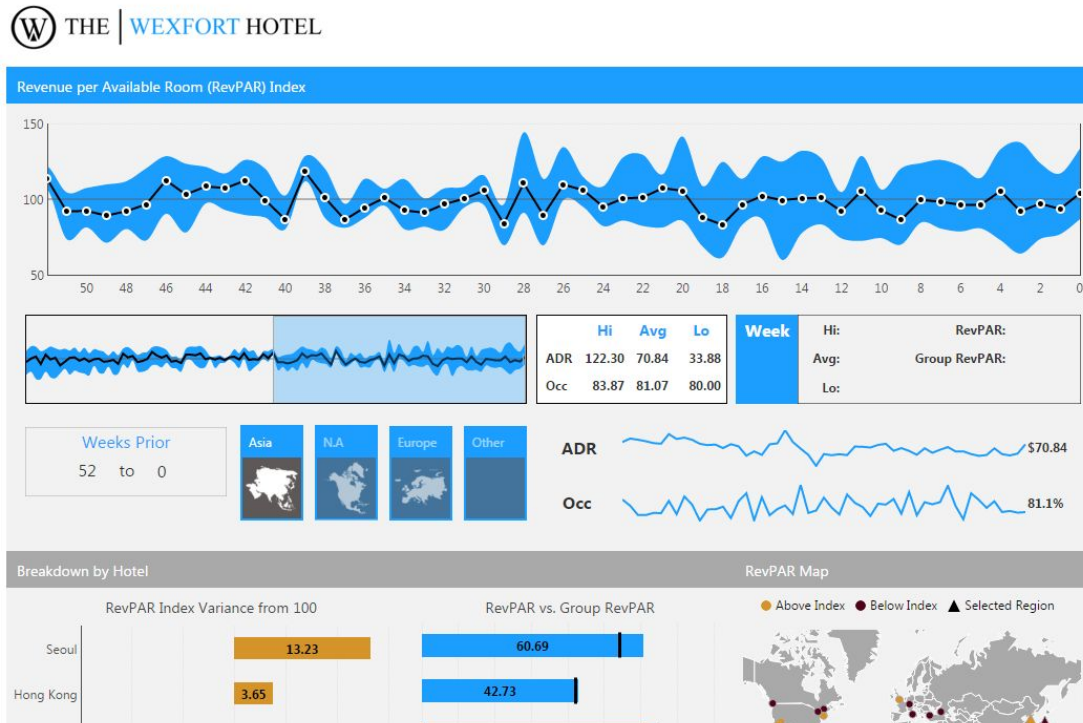 W THE | WEXFORT HOTEL
Revenue per Available Room (RevPAR) Index
150
100
50
50 48 46 44 42 40 38 36 34 32 30 28 26 24 22 20 18 16 14 12 10 8 6 4 2 0
Hi Avg Lo
ADR 122.30 70.84 33.88
Occ 83.87 81.07 80.00
Week
Hi: RevPAR:
Avg: Group RevPAR:
Lo:
Weeks Prior
52 to 0
Asia N.A Europe Other
ADR $70.84
Occ 81.1%
Breakdown by Hotel RevPAR Map
RevPAR Index Variance from 100 RevPAR vs. Group RevPAR Above Index Below Index Selected Region
Seoul 13.23 60.69
Hong Kong 3.65 42.73